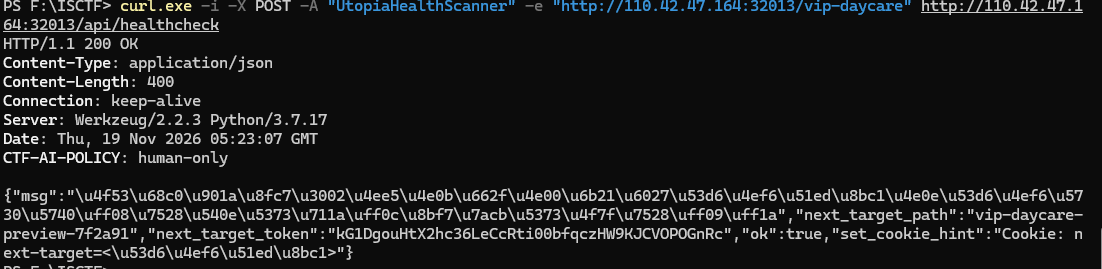 PS F:\ISCTF> curl.exe -i -X POST -A "UtopiaHealthScanner" -e "http://110.42.47.164:32013/vip-daycare" http://110.42.47.1
64:32013/api/healthcheck
HTTP/1.1 200 OK
Content-Type: application/json
Content-Length: 400
Connection: keep-alive
Server: Werkzeug/2.2.3 Python/3.7.17
Date: Thu, 19 Nov 2026 05:23:07 GMT
CTF-AI-POLICY: human-only
{"msg":"\u4f53\u68c0\u901a\u8fc7\u3002\u4ee5\u4e0b\u662f\u4e00\u6b21\u6027\u53d6\u4ef6\u51ed\u8bc1\u4e0e\u53d6\u4ef6\u57
30\u5740\uff08\u7528\u540e\u5373\u711a\uff0c\u8bf7\u7acb\u5373\u4f7f\u7528\uff09\uff1a","next_target_path":"vip-daycare-
preview-7f2a91","next_target_token":"kG1DgouHtX2hc36LeCcRti00bfqczHW9KJCVOPOGnRc","ok":true,"set_cookie_hint":"Cookie: n
ext-target=<\u53d6\u4ef6\u51ed\u8bc1>"}